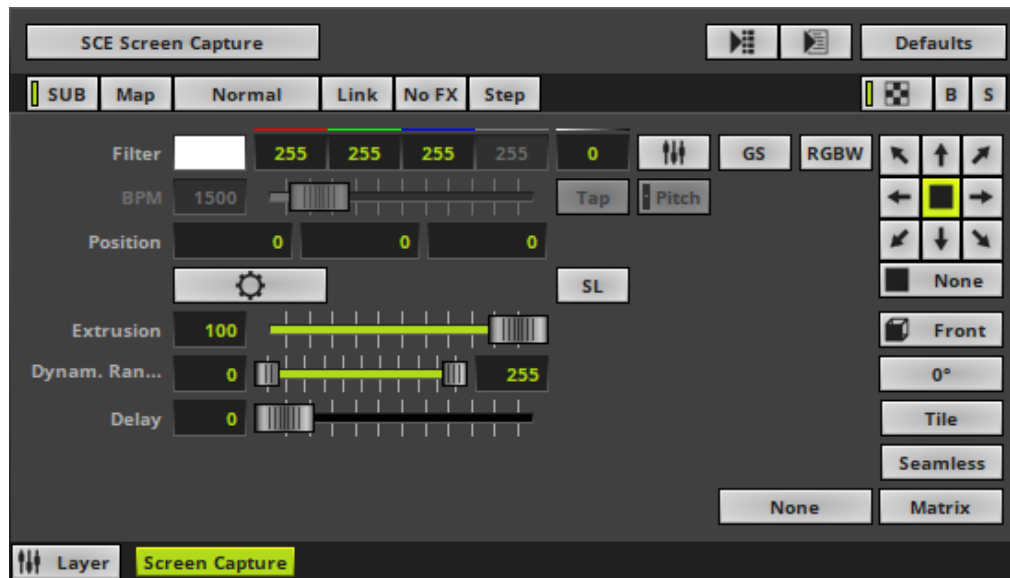 SCE Screen Capture Defaults
SUB Map Normal Link No FX Step B S
Filter 255 255 255 255 0 GS RGBW
BPM 1500 Tap Pitch
Position 0 0 0
SL None
Extrusion 100 Front
Dynam. Ran... 0 255 0°
Delay 0 Tile
Seamless
None Matrix
Layer Screen Capture